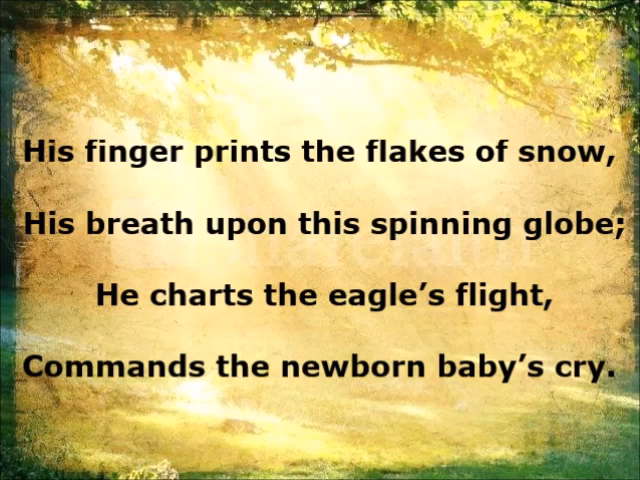 His finger prints the flakes of snow,
His breath upon this spinning globe;
He charts the eagle’s flight,
Commands the newborn baby’s cry.